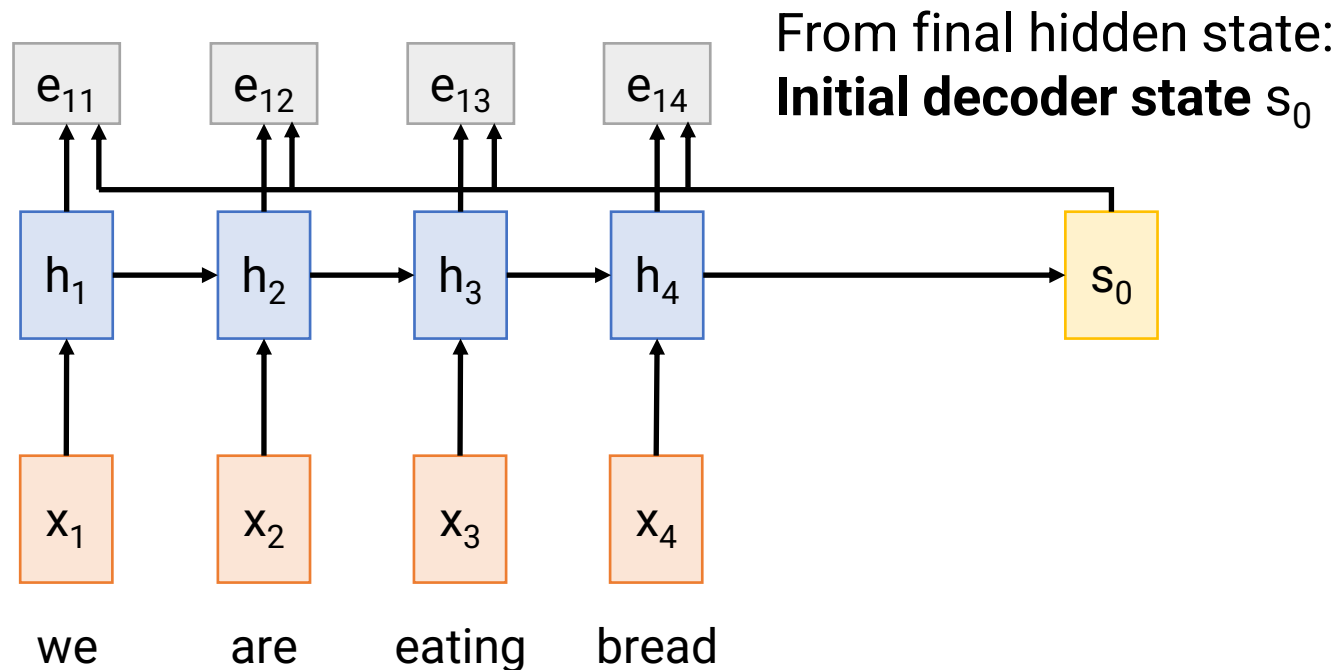 From final hidden state:
Initial decoder state s₀
e₁₁ e₁₂ e₁₃ e₁₄
h₁ h₂ h₃ h₄ s₀
x₁ x₂ x₃ x₄
we are eating bread